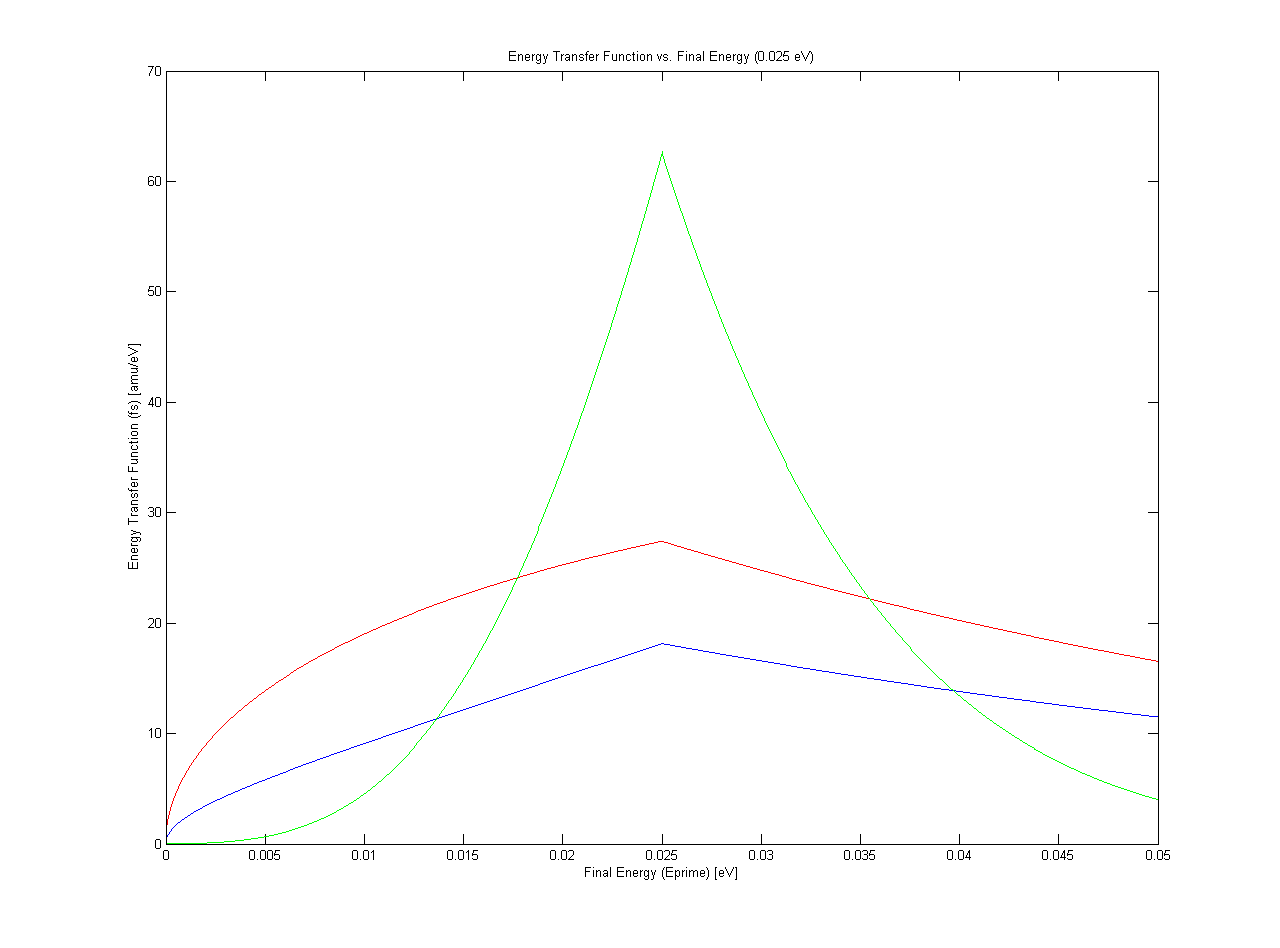 Energy Transfer Function vs. Final Energy (0.025 eV)
70
60
50
40
30
20
10
0
Energy Transfer Function (fs) [amu/eV]
0 0.005 0.01 0.015 0.02 0.025 0.03 0.035 0.04 0.045 0.05
Final Energy (Eprime) [eV]